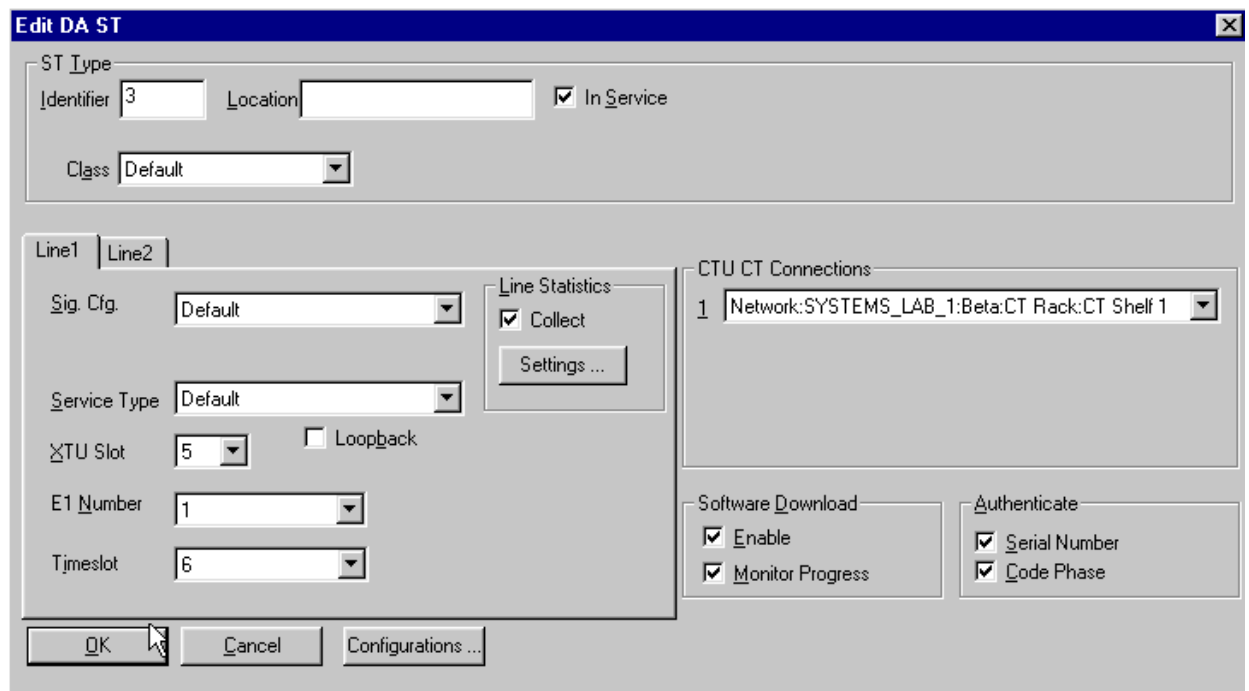 Edit DA ST
ST Type
Identifier 3 Location In Service
Class Default
Line1 Line2
Sig. Cfg. Default
Line Statistics
Collect
Settings ...
Service Type Default
XTU Slot 5 Loopback
E1 Number 1
Timeslot 6
CTU CT Connections
1 Network:SYSTEMS_LAB_1:Beta:CT Rack:CT Shelf 1
Software Download
Enable
Monitor Progress
Authenticate
Serial Number
Code Phase
OK Cancel Configurations ...